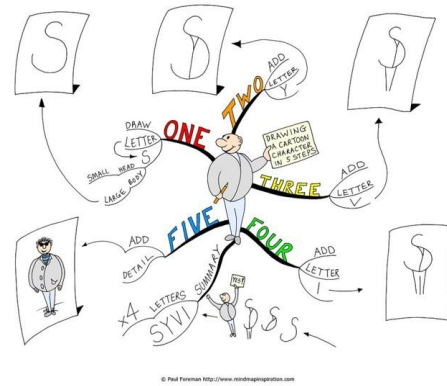 ONE
DRAW
LETTER
S
SMALL HEAD
LARGE BODY
TWO
ADD
LETTER
Y
DRAWING
A CARTOON
CHARACTER
IN 5 STEPS
THREE
ADD
LETTER
V
FOUR
ADD
LETTER
I
FIVE
ADD
DETAIL
SUMMARY
x4 LETTERS
SYVI
YES!
© Paul Foreman http://www.mindmapinspiration.com